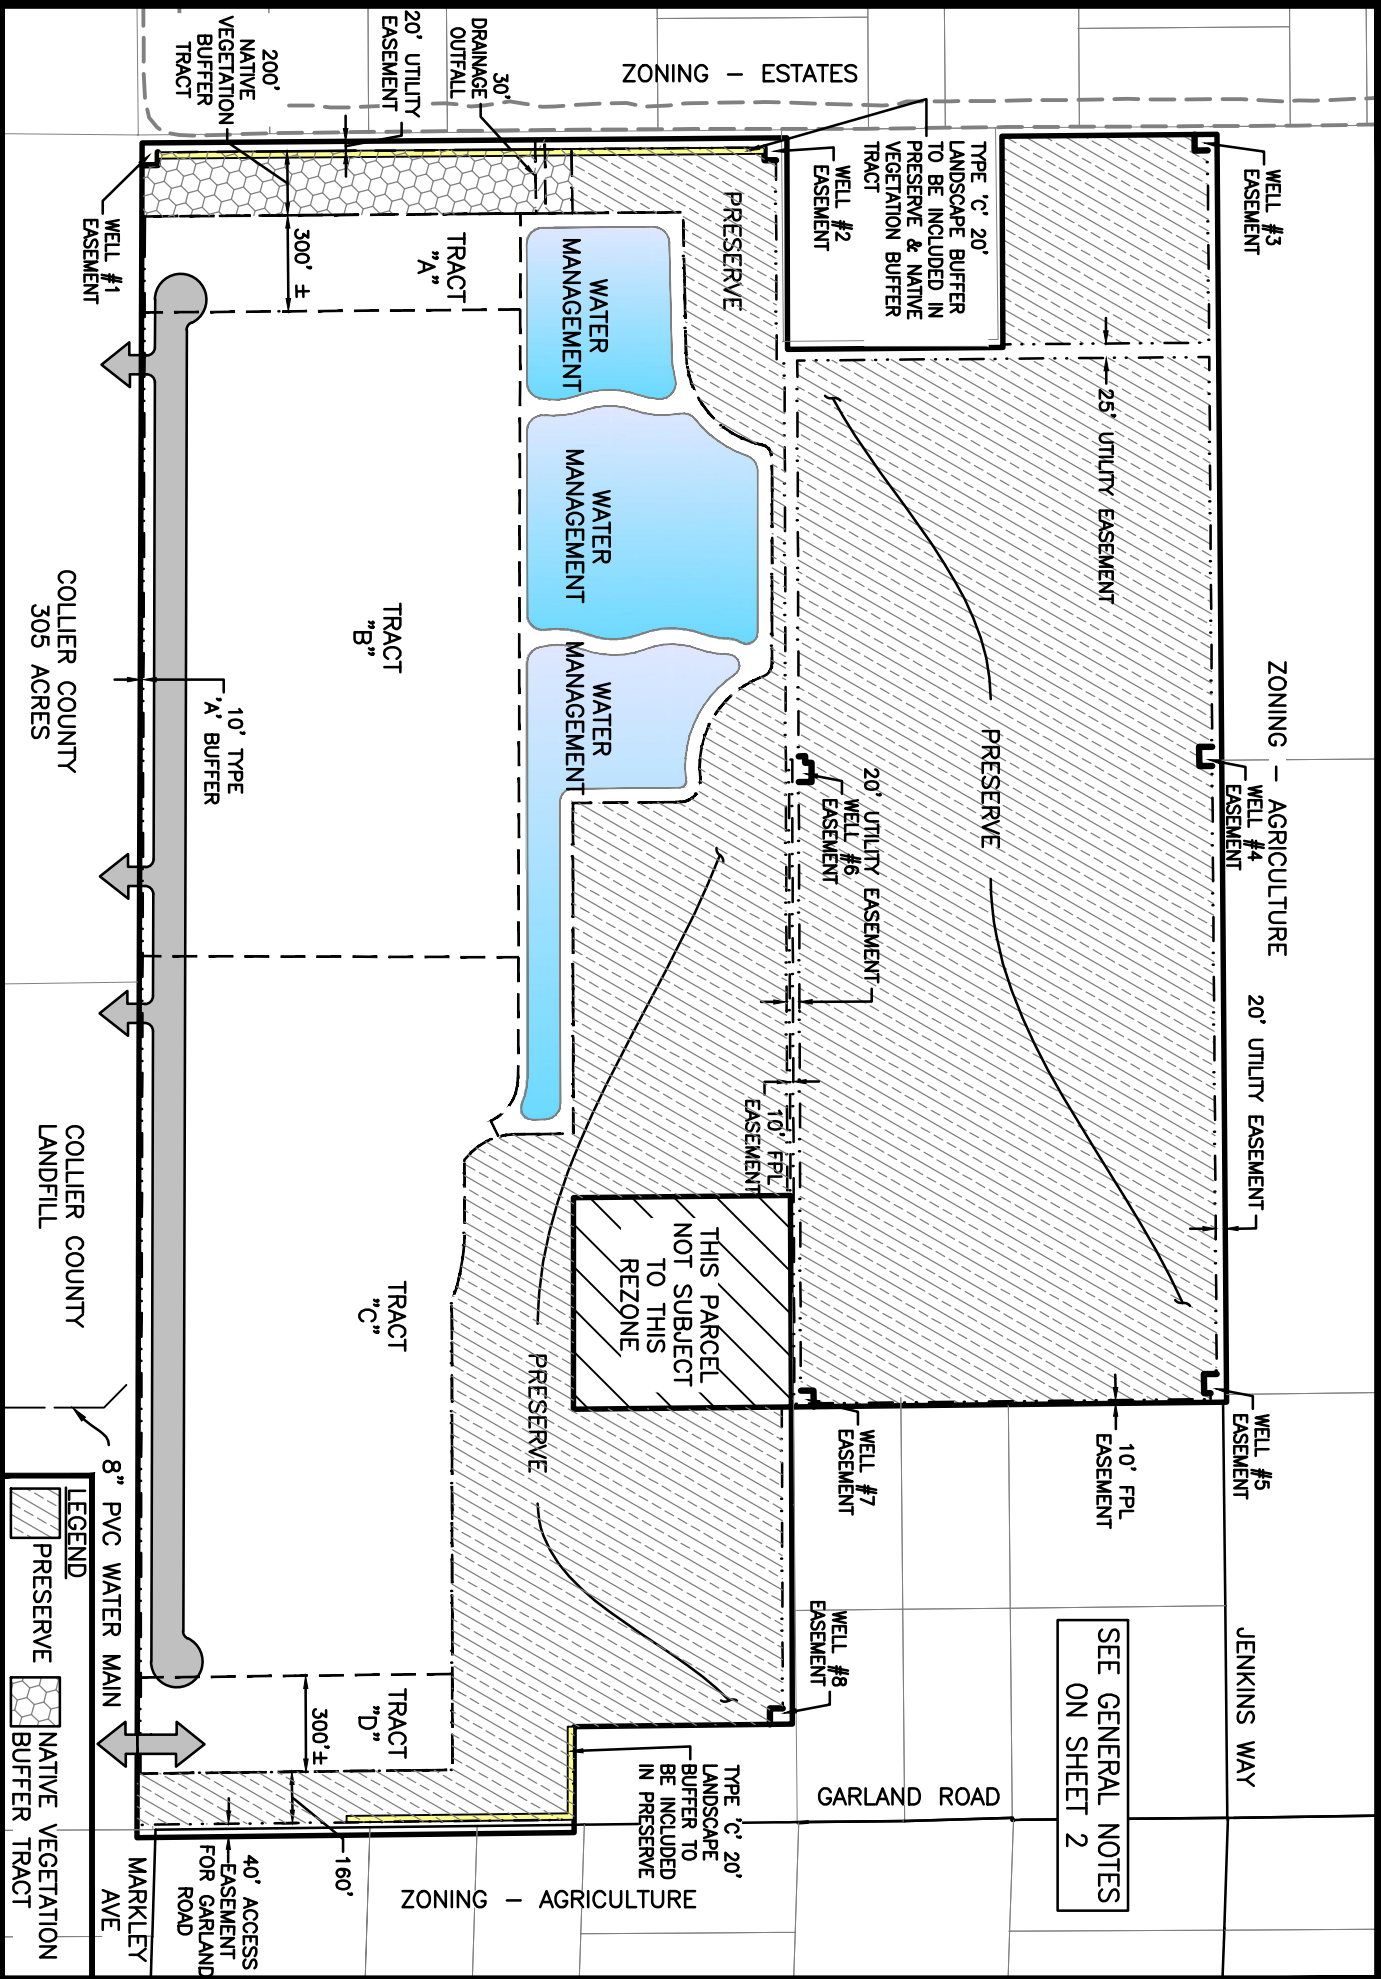 ZONING - ESTATES
200'
NATIVE
VEGETATION
BUFFER
TRACT
20' UTILITY
EASEMENT
30'
DRAINAGE
OUTFALL
TYPE 'C' 20'
LANDSCAPE BUFFER
TO BE INCLUDED IN
PRESERVE & NATIVE
VEGETATION BUFFER
TRACT
WELL #1
EASEMENT
WELL #2
EASEMENT
WELL #3
EASEMENT
PRESERVE
300' ±
TRACT
"A"
WATER
MANAGEMENT
WATER
MANAGEMENT
WATER
MANAGEMENT
25' UTILITY EASEMENT
ZONING - AGRICULTURE
WELL #4
EASEMENT
PRESERVE
20' UTILITY EASEMENT
WELL #6
EASEMENT
TRACT
"B"
10' TYPE
'A' BUFFER
COLLIER COUNTY
305 ACRES
20' UTILITY EASEMENT
10' FPL
EASEMENT
THIS PARCEL
NOT SUBJECT
TO THIS
REZONE
TRACT
"C"
COLLIER COUNTY
LANDFILL
PRESERVE
WELL #5
EASEMENT
10' FPL
EASEMENT
WELL #7
EASEMENT
WELL #8
EASEMENT
8" PVC WATER MAIN
JENKINS WAY
SEE GENERAL NOTES
ON SHEET 2
GARLAND ROAD
TRACT
"D"
300'±
TYPE 'C' 20'
LANDSCAPE
BUFFER TO
BE INCLUDED
IN PRESERVE
160'
40' ACCESS
EASEMENT
FOR GARLAND
ROAD
MARKLEY
AVE
ZONING - AGRICULTURE
LEGEND
PRESERVE
NATIVE VEGETATION
BUFFER TRACT